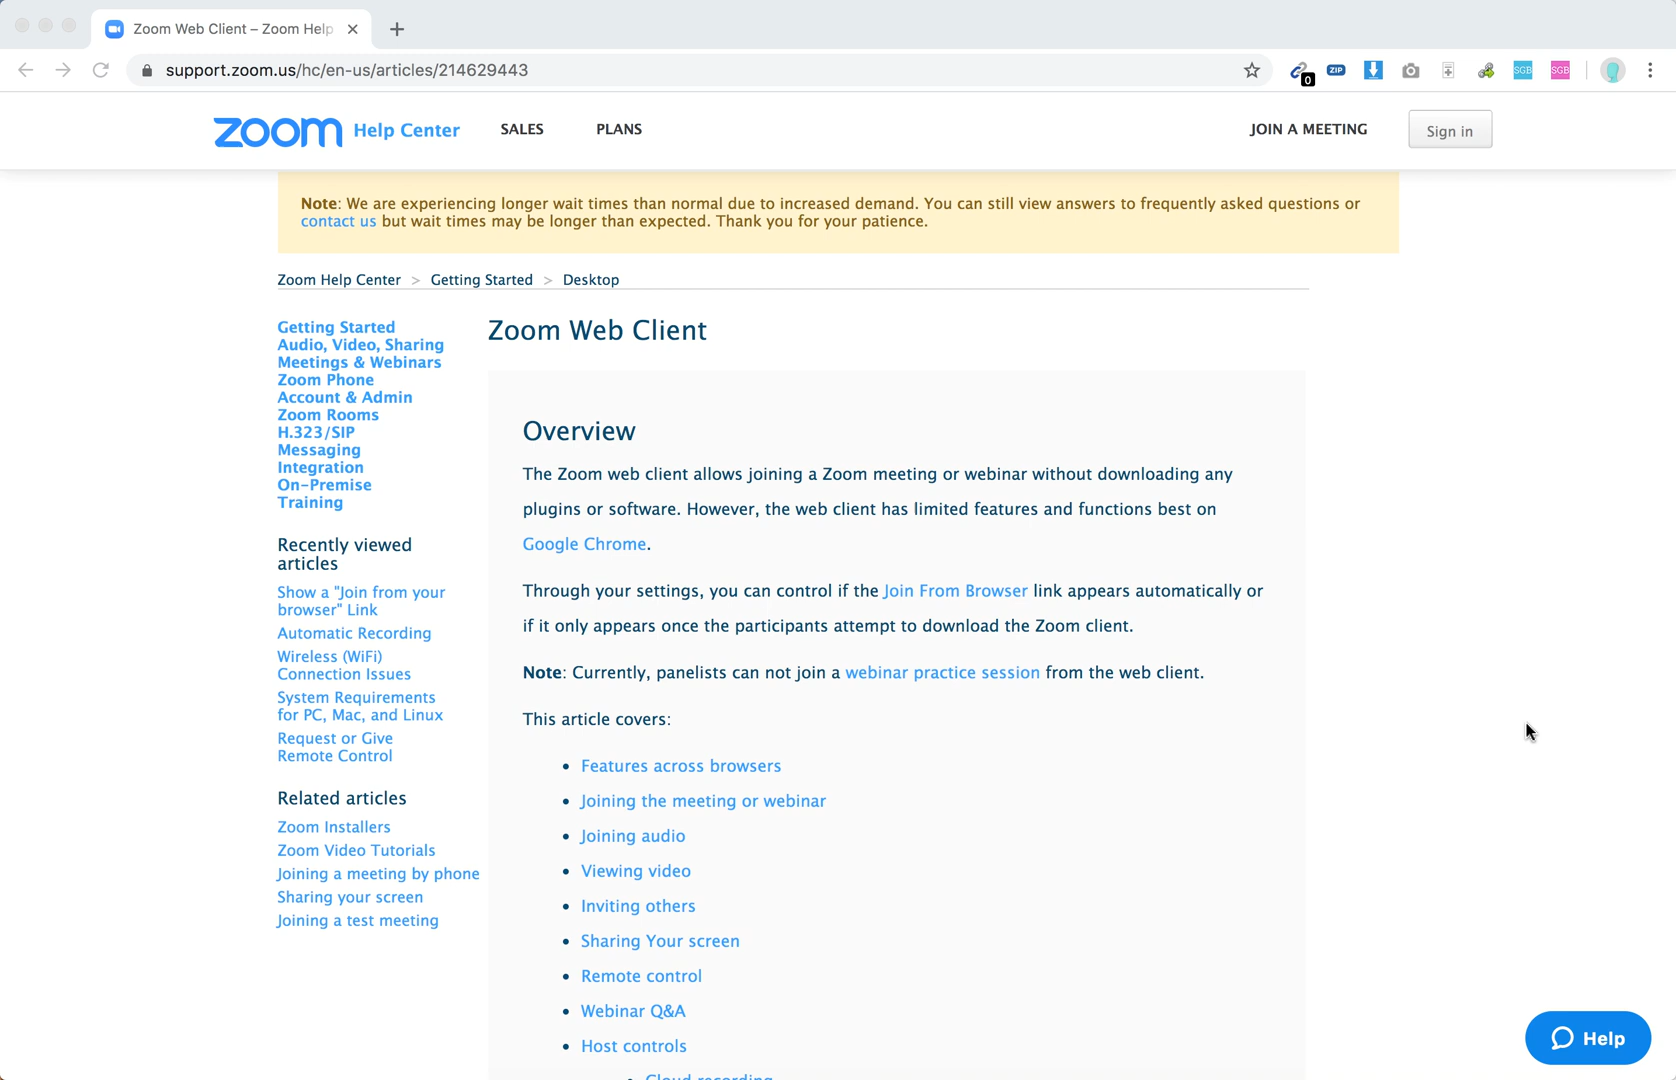 Zoom Web Client – Zoom Help
support.zoom.us/hc/en-us/articles/214629443
0
ZIP
SGB
SGB
zoom Help Center
SALES
PLANS
JOIN A MEETING
Sign in
Note: We are experiencing longer wait times than normal due to increased demand. You can still view answers to frequently asked questions or
contact us but wait times may be longer than expected. Thank you for your patience.
Zoom Help Center > Getting Started > Desktop
Getting Started
Audio, Video, Sharing
Meetings & Webinars
Zoom Phone
Account & Admin
Zoom Rooms
H.323/SIP
Messaging
Integration
On-Premise
Training
Recently viewed
articles
Show a "Join from your
browser" Link
Automatic Recording
Wireless (WiFi)
Connection Issues
System Requirements
for PC, Mac, and Linux
Request or Give
Remote Control
Related articles
Zoom Installers
Zoom Video Tutorials
Joining a meeting by phone
Sharing your screen
Joining a test meeting
Zoom Web Client
Overview
The Zoom web client allows joining a Zoom meeting or webinar without downloading any
plugins or software. However, the web client has limited features and functions best on
Google Chrome.
Through your settings, you can control if the Join From Browser link appears automatically or
if it only appears once the participants attempt to download the Zoom client.
Note: Currently, panelists can not join a webinar practice session from the web client.
This article covers:
• Features across browsers
• Joining the meeting or webinar
• Joining audio
• Viewing video
• Inviting others
• Sharing Your screen
• Remote control
• Webinar Q&A
• Host controls
• Cloud recording
Help